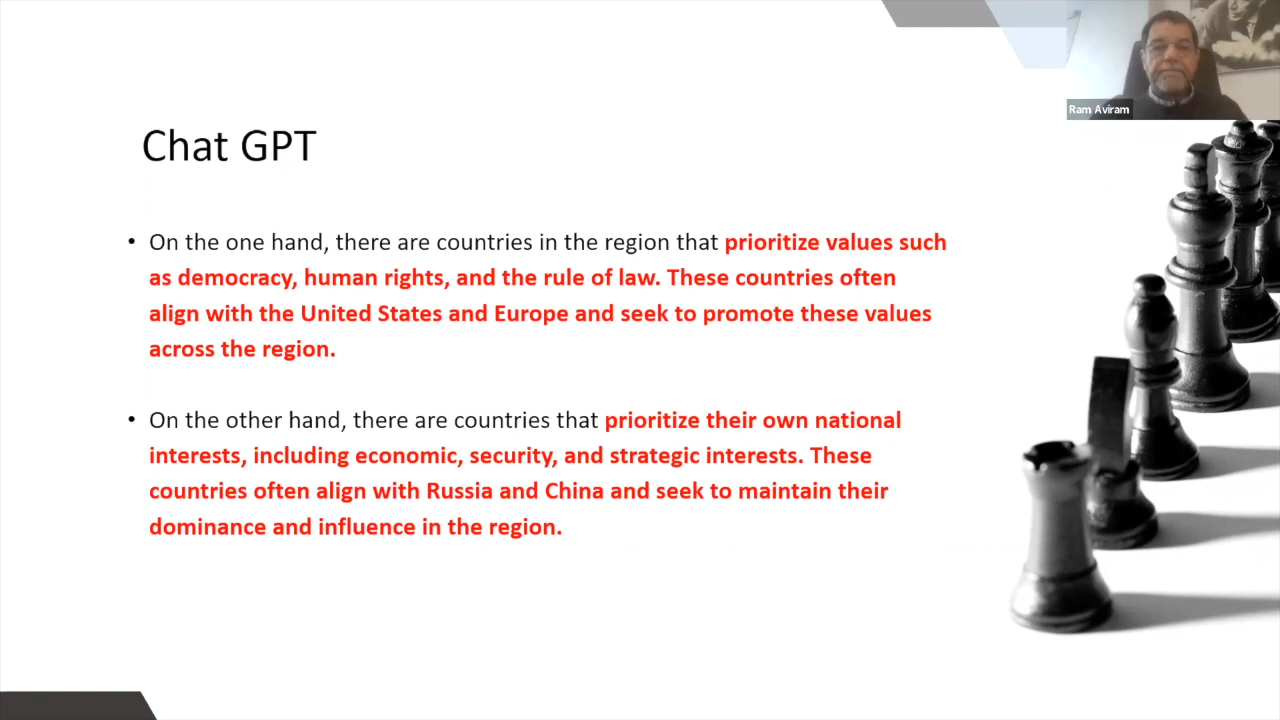 Ram Aviram
Chat GPT
• On the one hand, there are countries in the region that prioritize values such
as democracy, human rights, and the rule of law. These countries often
align with the United States and Europe and seek to promote these values
across the region.
• On the other hand, there are countries that prioritize their own national
interests, including economic, security, and strategic interests. These
countries often align with Russia and China and seek to maintain their
dominance and influence in the region.